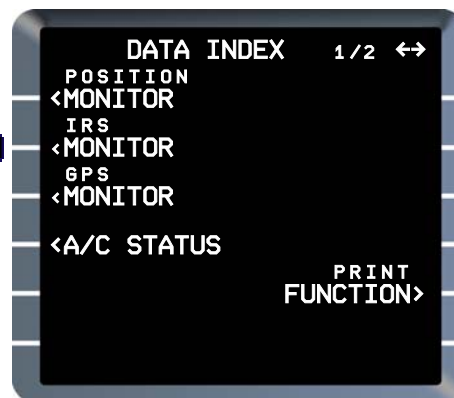 DATA INDEX 1/2 ←→
POSITION
<MONITOR
IRS
<MONITOR
GPS
<MONITOR
<A/C STATUS
PRINT
FUNCTION>